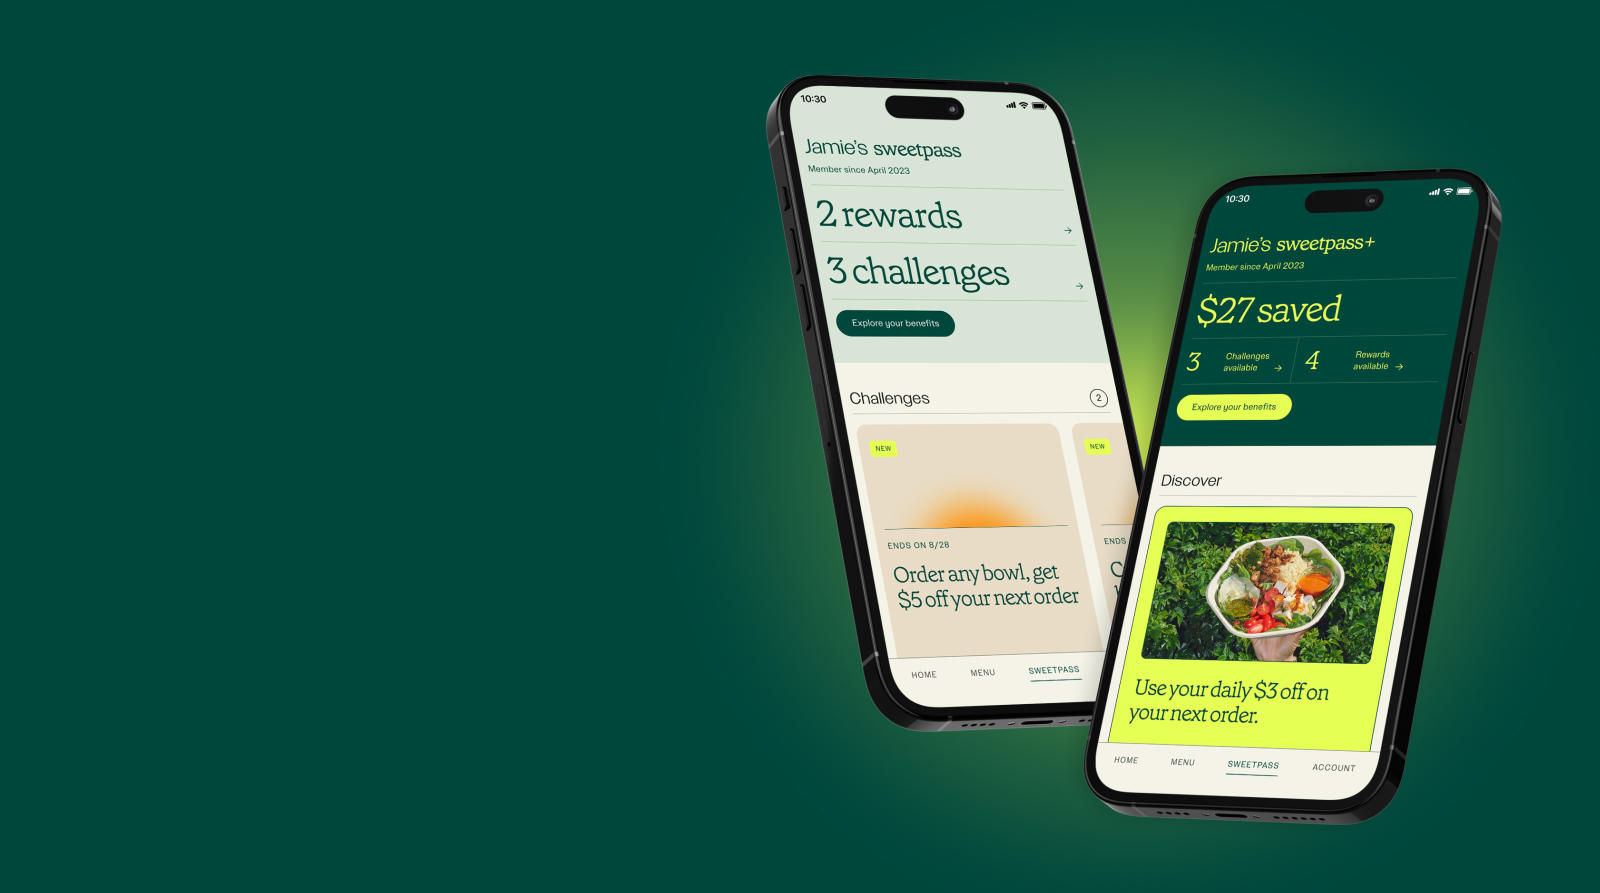 10:30
Jamie's sweetpass
Member since April 2023
2 rewards
3 challenges
Explore your benefits
Challenges
2
NEW
NEW
ENDS ON 8/28
ENDS
Order any bowl, get
$5 off your next order
HOME MENU SWEETPASS
10:30
Jamie's sweetpass+
Member since April 2023
$27 saved
3 Challenges
available
4 Rewards
available
Explore your benefits
Discover
Use your daily $3 off on
your next order.
HOME MENU SWEETPASS ACCOUNT